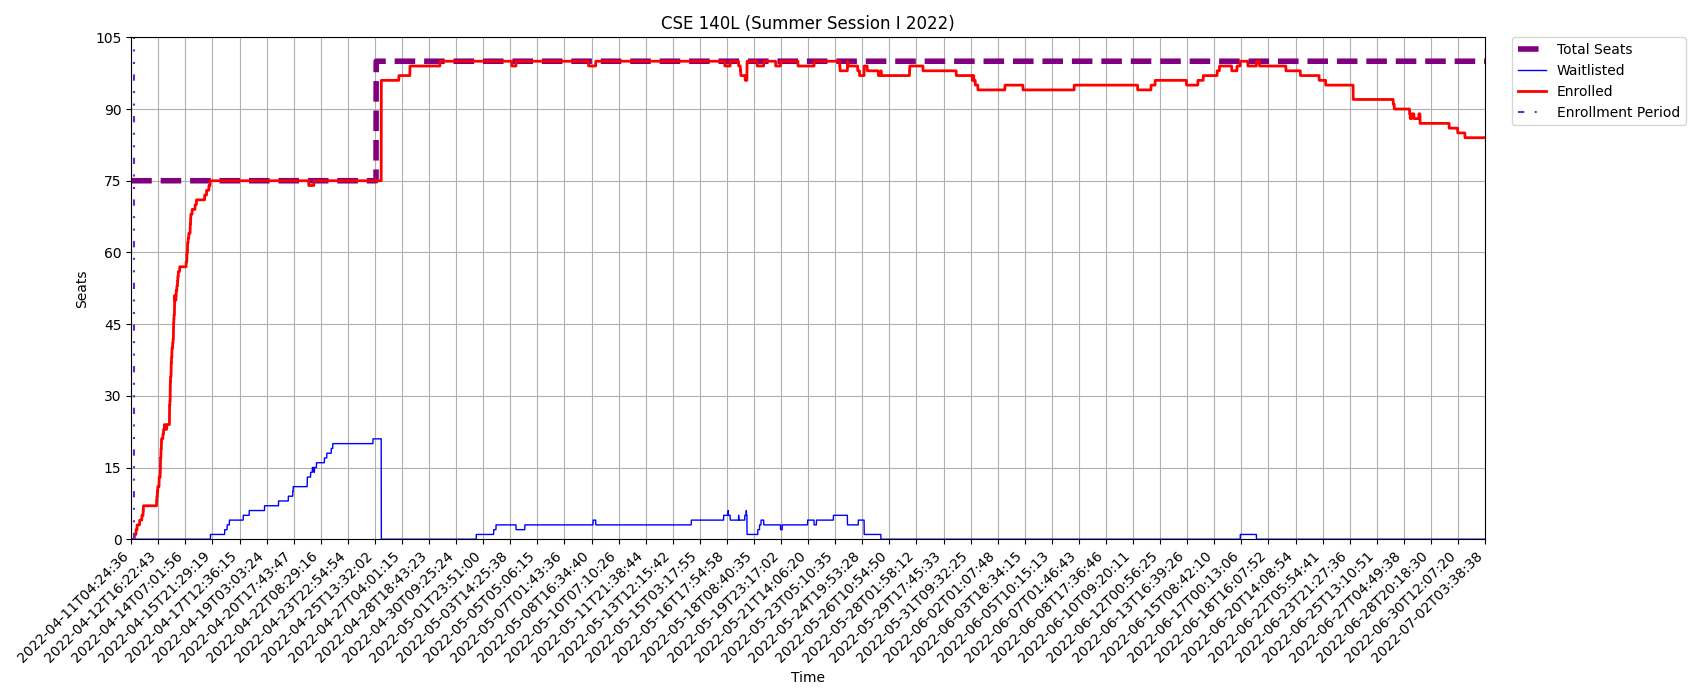 CSE 140L (Summer Session I 2022)
Total Seats
Waitlisted
Enrolled
Enrollment Period
Seats
105
90
75
60
45
30
15
0
2022-04-11T04:24:36
2022-04-12T16:22:43
2022-04-14T07:01:56
2022-04-15T21:29:19
2022-04-17T12:36:15
2022-04-19T03:03:24
2022-04-20T17:43:47
2022-04-22T08:29:16
2022-04-23T22:54:54
2022-04-25T13:32:02
2022-04-27T04:01:15
2022-04-28T18:43:23
2022-04-30T09:25:24
2022-05-01T23:51:00
2022-05-03T14:25:38
2022-05-05T05:06:15
2022-05-07T01:43:36
2022-05-08T16:34:40
2022-05-10T07:10:26
2022-05-11T21:38:44
2022-05-13T12:15:42
2022-05-15T03:17:55
2022-05-16T17:54:58
2022-05-18T08:40:35
2022-05-19T23:17:02
2022-05-21T14:06:20
2022-05-23T05:10:35
2022-05-24T19:53:28
2022-05-26T10:54:50
2022-05-28T01:58:12
2022-05-29T17:45:33
2022-05-31T09:32:25
2022-06-02T01:07:48
2022-06-03T18:34:15
2022-06-05T10:15:13
2022-06-07T01:46:43
2022-06-08T17:36:46
2022-06-10T09:20:11
2022-06-12T00:56:25
2022-06-13T16:39:26
2022-06-15T08:42:10
2022-06-17T00:13:06
2022-06-18T16:07:52
2022-06-20T14:08:54
2022-06-22T05:54:41
2022-06-23T21:27:36
2022-06-25T13:10:51
2022-06-27T04:49:38
2022-06-28T20:18:30
2022-06-30T12:07:20
2022-07-02T03:38:38
Time